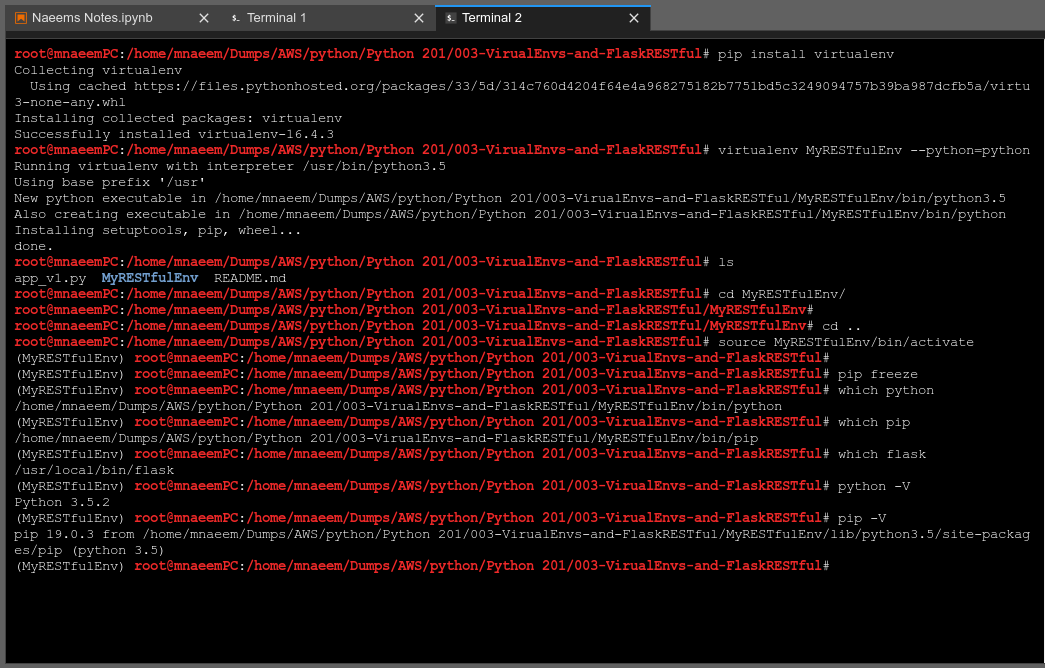 Naeems Notes.ipynb
Terminal 1
Terminal 2
root@mnaeemPC:/home/mnaeem/Dumps/AWS/python/Python 201/003-VirualEnvs-and-FlaskRESTful# pip install virtualenv
Collecting virtualenv
  Using cached https://files.pythonhosted.org/packages/33/5d/314c760d4204f64e4a968275182b7751bd5c3249094757b39ba987dcfb5a/virtu
3-none-any.whl
Installing collected packages: virtualenv
Successfully installed virtualenv-16.4.3
root@mnaeemPC:/home/mnaeem/Dumps/AWS/python/Python 201/003-VirualEnvs-and-FlaskRESTful# virtualenv MyRESTfulEnv --python=python
Running virtualenv with interpreter /usr/bin/python3.5
Using base prefix '/usr'
New python executable in /home/mnaeem/Dumps/AWS/python/Python 201/003-VirualEnvs-and-FlaskRESTful/MyRESTfulEnv/bin/python3.5
Also creating executable in /home/mnaeem/Dumps/AWS/python/Python 201/003-VirualEnvs-and-FlaskRESTful/MyRESTfulEnv/bin/python
Installing setuptools, pip, wheel...
done.
root@mnaeemPC:/home/mnaeem/Dumps/AWS/python/Python 201/003-VirualEnvs-and-FlaskRESTful# ls
app_v1.py  MyRESTfulEnv  README.md
root@mnaeemPC:/home/mnaeem/Dumps/AWS/python/Python 201/003-VirualEnvs-and-FlaskRESTful# cd MyRESTfulEnv/
root@mnaeemPC:/home/mnaeem/Dumps/AWS/python/Python 201/003-VirualEnvs-and-FlaskRESTful/MyRESTfulEnv#
root@mnaeemPC:/home/mnaeem/Dumps/AWS/python/Python 201/003-VirualEnvs-and-FlaskRESTful/MyRESTfulEnv# cd ..
root@mnaeemPC:/home/mnaeem/Dumps/AWS/python/Python 201/003-VirualEnvs-and-FlaskRESTful# source MyRESTfulEnv/bin/activate
(MyRESTfulEnv) root@mnaeemPC:/home/mnaeem/Dumps/AWS/python/Python 201/003-VirualEnvs-and-FlaskRESTful#
(MyRESTfulEnv) root@mnaeemPC:/home/mnaeem/Dumps/AWS/python/Python 201/003-VirualEnvs-and-FlaskRESTful# pip freeze
(MyRESTfulEnv) root@mnaeemPC:/home/mnaeem/Dumps/AWS/python/Python 201/003-VirualEnvs-and-FlaskRESTful# which python
/home/mnaeem/Dumps/AWS/python/Python 201/003-VirualEnvs-and-FlaskRESTful/MyRESTfulEnv/bin/python
(MyRESTfulEnv) root@mnaeemPC:/home/mnaeem/Dumps/AWS/python/Python 201/003-VirualEnvs-and-FlaskRESTful# which pip
/home/mnaeem/Dumps/AWS/python/Python 201/003-VirualEnvs-and-FlaskRESTful/MyRESTfulEnv/bin/pip
(MyRESTfulEnv) root@mnaeemPC:/home/mnaeem/Dumps/AWS/python/Python 201/003-VirualEnvs-and-FlaskRESTful# which flask
/usr/local/bin/flask
(MyRESTfulEnv) root@mnaeemPC:/home/mnaeem/Dumps/AWS/python/Python 201/003-VirualEnvs-and-FlaskRESTful# python -V
Python 3.5.2
(MyRESTfulEnv) root@mnaeemPC:/home/mnaeem/Dumps/AWS/python/Python 201/003-VirualEnvs-and-FlaskRESTful# pip -V
pip 19.0.3 from /home/mnaeem/Dumps/AWS/python/Python 201/003-VirualEnvs-and-FlaskRESTful/MyRESTfulEnv/lib/python3.5/site-packag
es/pip (python 3.5)
(MyRESTfulEnv) root@mnaeemPC:/home/mnaeem/Dumps/AWS/python/Python 201/003-VirualEnvs-and-FlaskRESTful#